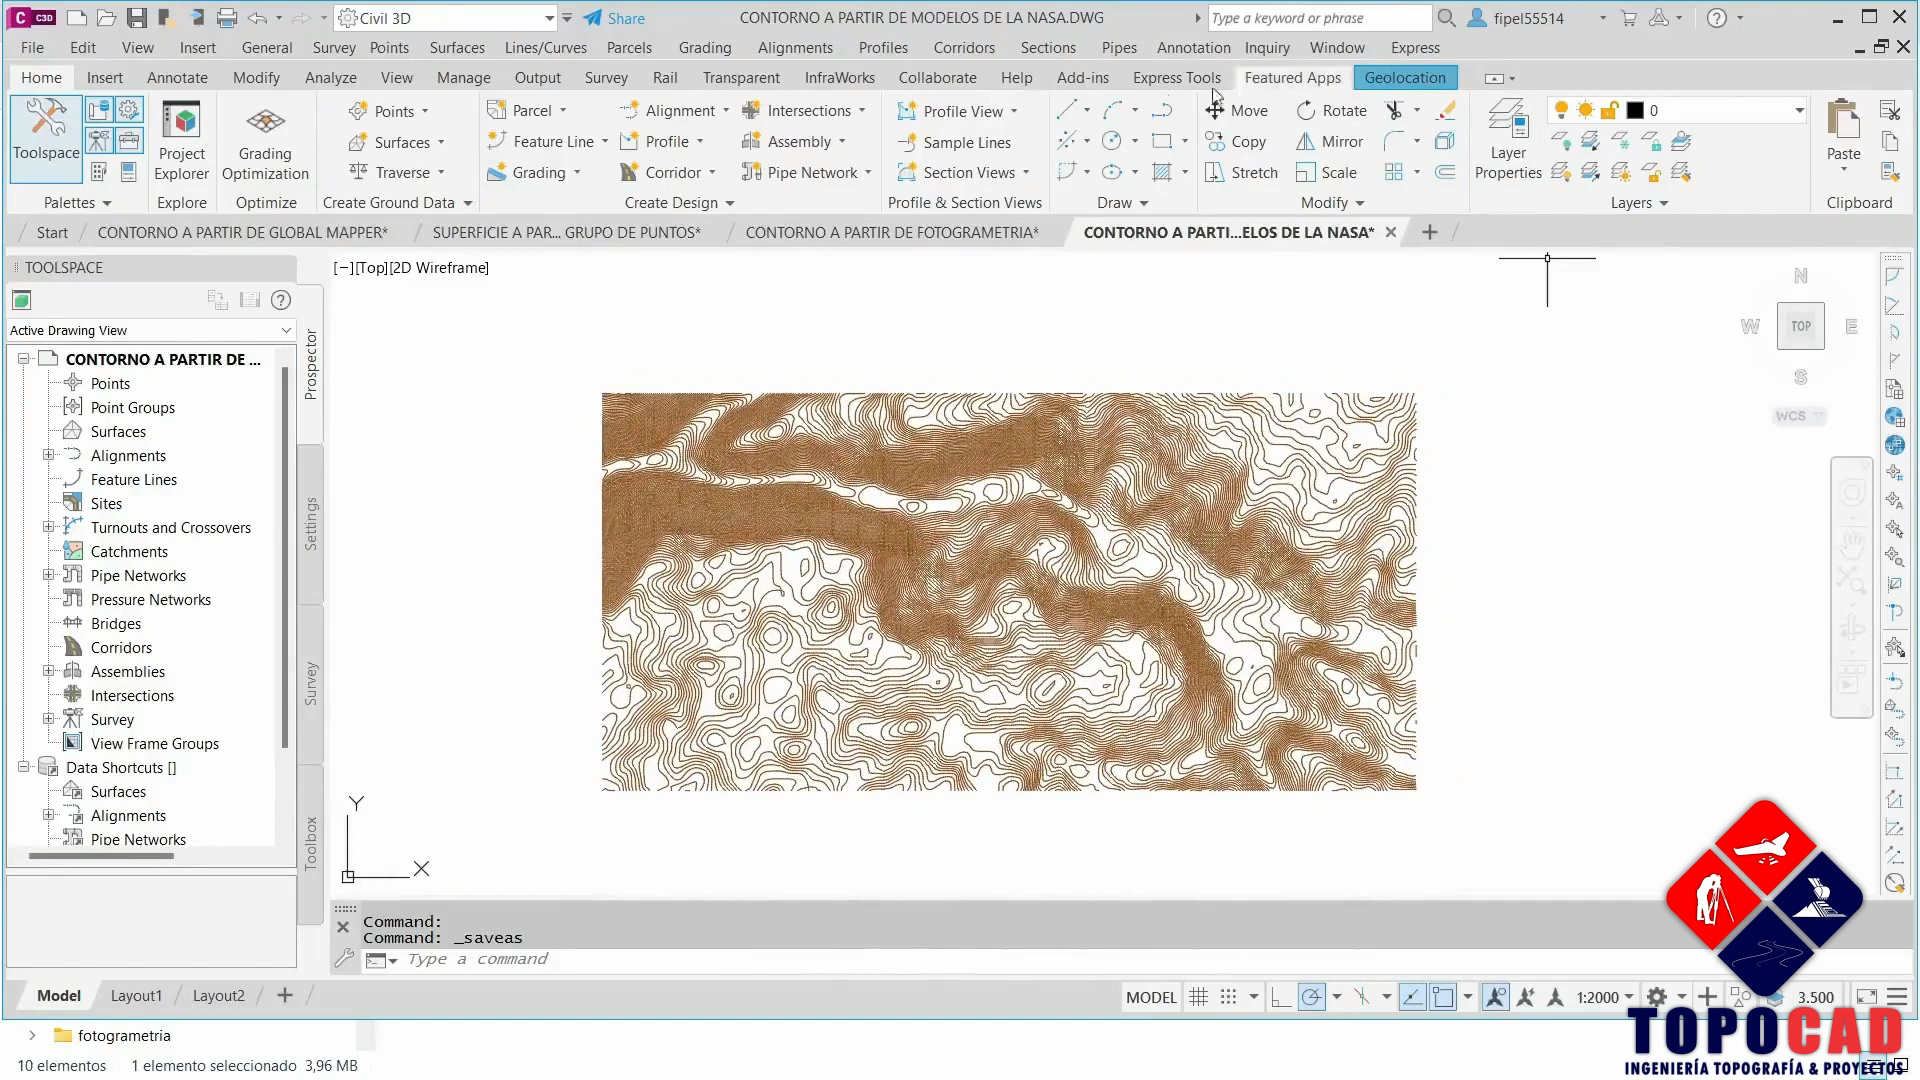 C3D Civil 3D Share CONTORNO A PARTIR DE MODELOS DE LA NASA.DWG Type a keyword or phrase fipel55514
File Edit View Insert General Survey Points Surfaces Lines/Curves Parcels Grading Alignments Profiles Corridors Sections Pipes Annotation Inquiry Window Express
Home Insert Annotate Modify Analyze View Manage Output Survey Rail Transparent InfraWorks Collaborate Help Add-ins Express Tools Featured Apps Geolocation
Points Parcel Alignment Intersections Profile View Move Rotate 0
Surfaces Feature Line Profile Assembly Sample Lines Copy Mirror
Toolspace Project Explorer Grading Optimization Layer Properties Paste
Traverse Grading Corridor Pipe Network Section Views Stretch Scale
Palettes Explore Optimize Create Ground Data Create Design Profile & Section Views Draw Modify Layers Clipboard
Start CONTORNO A PARTIR DE GLOBAL MAPPER* SUPERFICIE A PAR... GRUPO DE PUNTOS* CONTORNO A PARTIR DE FOTOGRAMETRIA* CONTORNO A PARTI...ELOS DE LA NASA*
TOOLSPACE
[−][Top][2D Wireframe]
Active Drawing View
CONTORNO A PARTIR DE ...
Points
Point Groups
Surfaces
Alignments
Feature Lines
Sites
Turnouts and Crossovers
Catchments
Pipe Networks
Pressure Networks
Bridges
Corridors
Assemblies
Intersections
Survey
View Frame Groups
Data Shortcuts []
Surfaces
Alignments
Pipe Networks
Prospector
Settings
Survey
Toolbox
N
W TOP E
S
WCS
Y
X
Command:
Command: _saveas
Type a command
Model Layout1 Layout2
MODEL 1:2000 3.500
fotogrametria
10 elementos 1 elemento seleccionado 3,96 MB
TOPOCAD
INGENIERÍA TOPOGRAFÍA & PROYECTOS